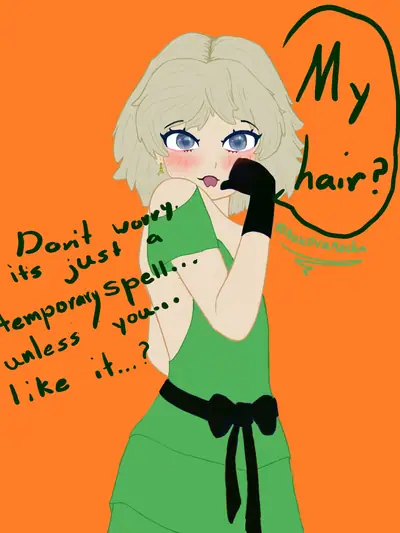 My
hair?
Don't worry,
its just a
temporary spell...
unless you...
like it...?